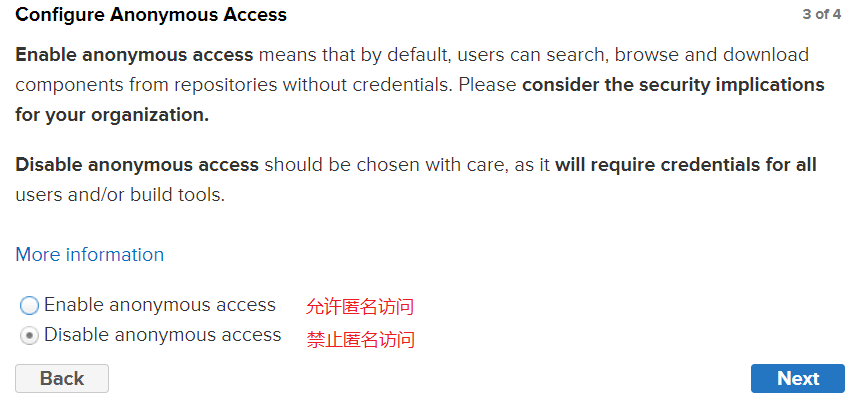 Configure Anonymous Access 3 of 4
Enable anonymous access means that by default, users can search, browse and download
components from repositories without credentials. Please consider the security implications
for your organization.
Disable anonymous access should be chosen with care, as it will require credentials for all
users and/or build tools.
More information
Enable anonymous access 允许匿名访问
Disable anonymous access 禁止匿名访问
Back Next